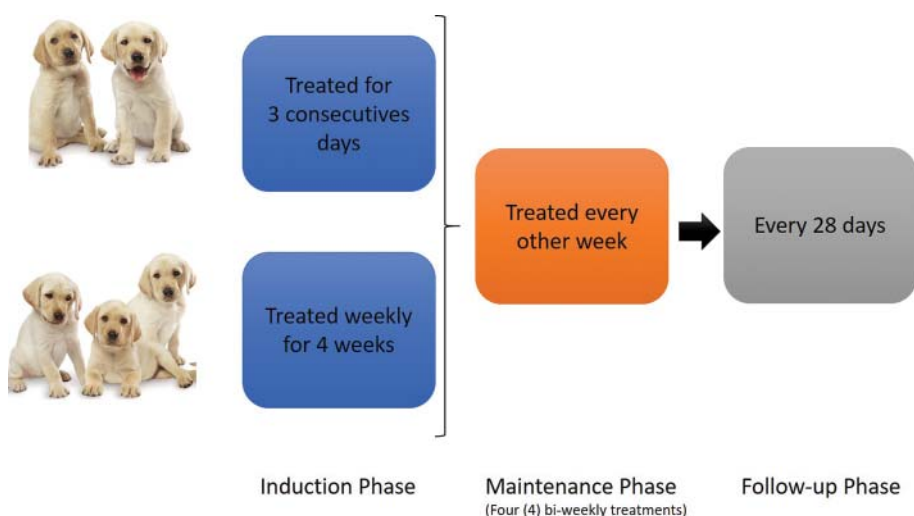 Treated for
3 consecutives
days
Treated weekly
for 4 weeks
Treated every
other week
Every 28 days
Induction Phase
Maintenance Phase
(Four (4) bi-weekly treatments)
Follow-up Phase